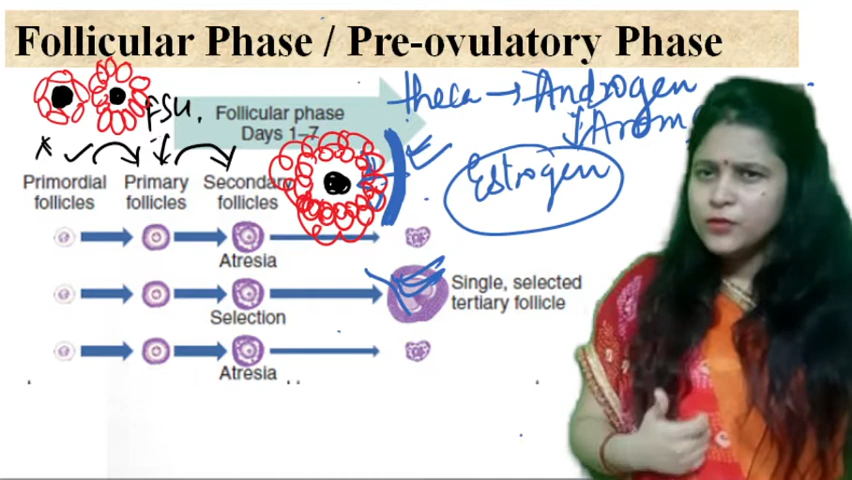 Follicular Phase / Pre-ovulatory Phase
theca → Androgen
FSH.
Follicular phase
Days 1–7
↓ Arom
Estrogen
Primordial follicles
Primary follicles
Secondary follicles
Atresia
Single, selected
tertiary follicle
Selection
Atresia